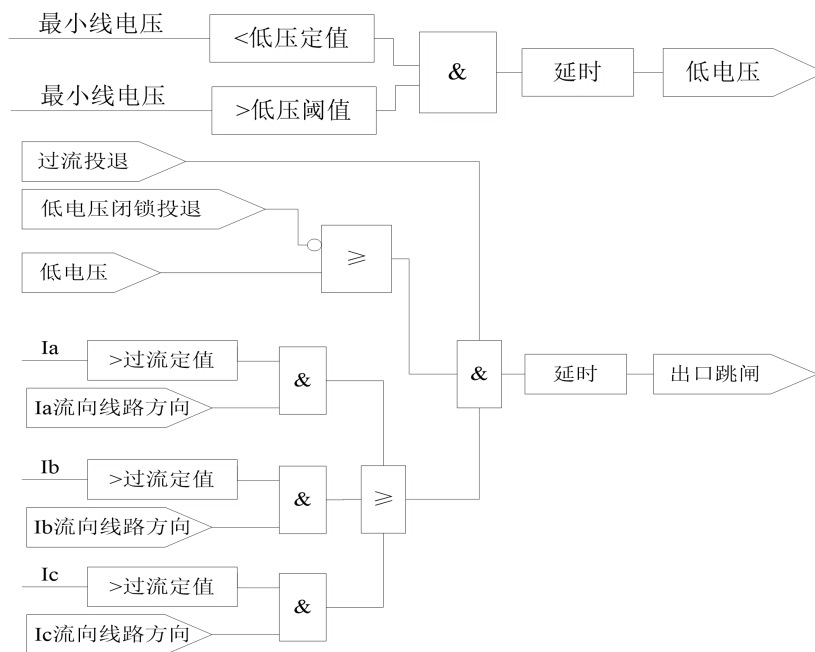 最小线电压
<低压定值
&
延时
低电压
最小线电压
>低压阈值
过流投退
低电压闭锁投退
≥
低电压
Ia
>过流定值
&
Ia流向线路方向
&
延时
出口跳闸
Ib
>过流定值
&
≥
Ib流向线路方向
Ic
>过流定值
&
Ic流向线路方向